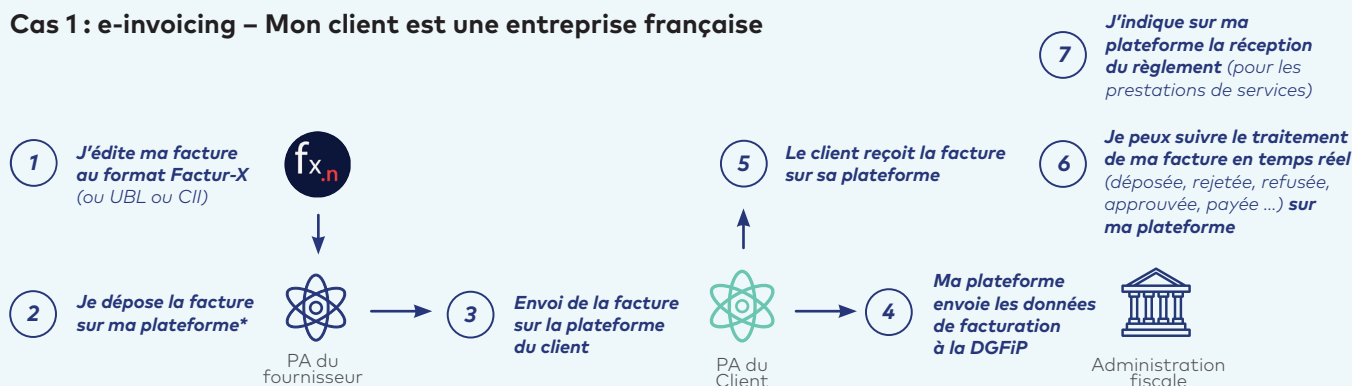 Cas 1 : e-invoicing – Mon client est une entreprise française
1
J'édite ma facture
au format Factur-X
(ou UBL ou CII)
fx.n
2
Je dépose la facture
sur ma plateforme*
PA du
fournisseur
3
Envoi de la facture
sur la plateforme
du client
PA du
Client
4
Ma plateforme
envoie les données
de facturation
à la DGFiP
Administration
fiscale
5
Le client reçoit la facture
sur sa plateforme
6
Je peux suivre le traitement
de ma facture en temps réel
(déposée, rejetée, refusée,
approuvée, payée ...) sur
ma plateforme
7
J'indique sur ma
plateforme la réception
du règlement (pour les
prestations de services)